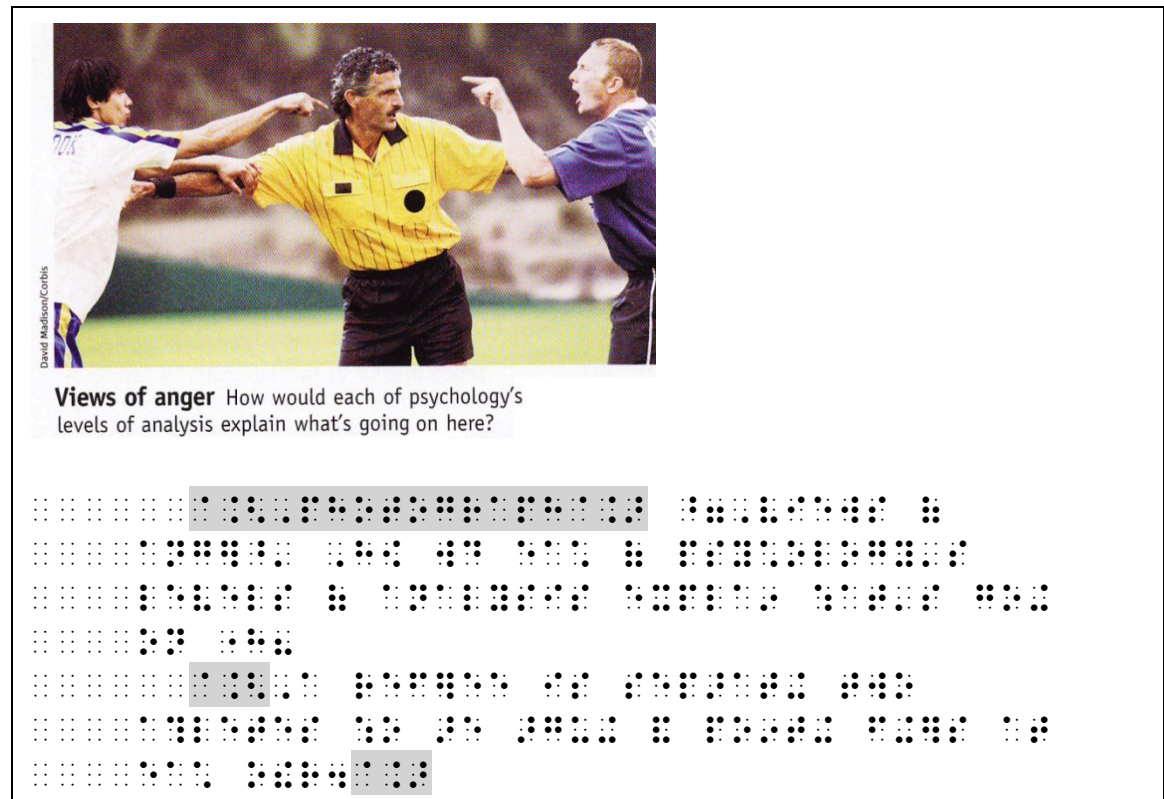 David Madison/Corbis
Views of anger How would each of psychology's
levels of analysis explain what's going on here?
⠈⠨⠣⠠⠏⠓⠕⠞⠕⠛⠗⠁⠏⠓⠈⠨⠜ ⠘⠶⠠⠧⠊⠑⠺⠎ ⠷
⠁⠝⠛⠻⠘⠄ ⠠⠓⠪ ⠺⠙ ⠑⠁⠡ ⠷ ⠏⠎⠽⠡⠕⠇⠕⠛⠽⠄⠎
⠇⠑⠧⠑⠇⠎ ⠷ ⠁⠝⠁⠇⠽⠎⠊⠎ ⠑⠭⠏⠇⠁⠔ ⠱⠁⠞⠄⠎ ⠛⠕⠬
⠕⠝ ⠐⠓⠦
⠈⠨⠣⠠⠁ ⠗⠑⠋⠻⠑⠑ ⠊⠎ ⠎⠑⠏⠜⠁⠞⠬ ⠞⠺⠕
⠁⠹⠇⠑⠞⠑⠎ ⠱⠕ ⠜⠑ ⠜⠛⠥⠬ ⠯ ⠏⠕⠔⠞⠬ ⠋⠬⠻⠎ ⠁⠞
⠑⠁⠡ ⠕⠮⠗⠲⠈⠨⠜